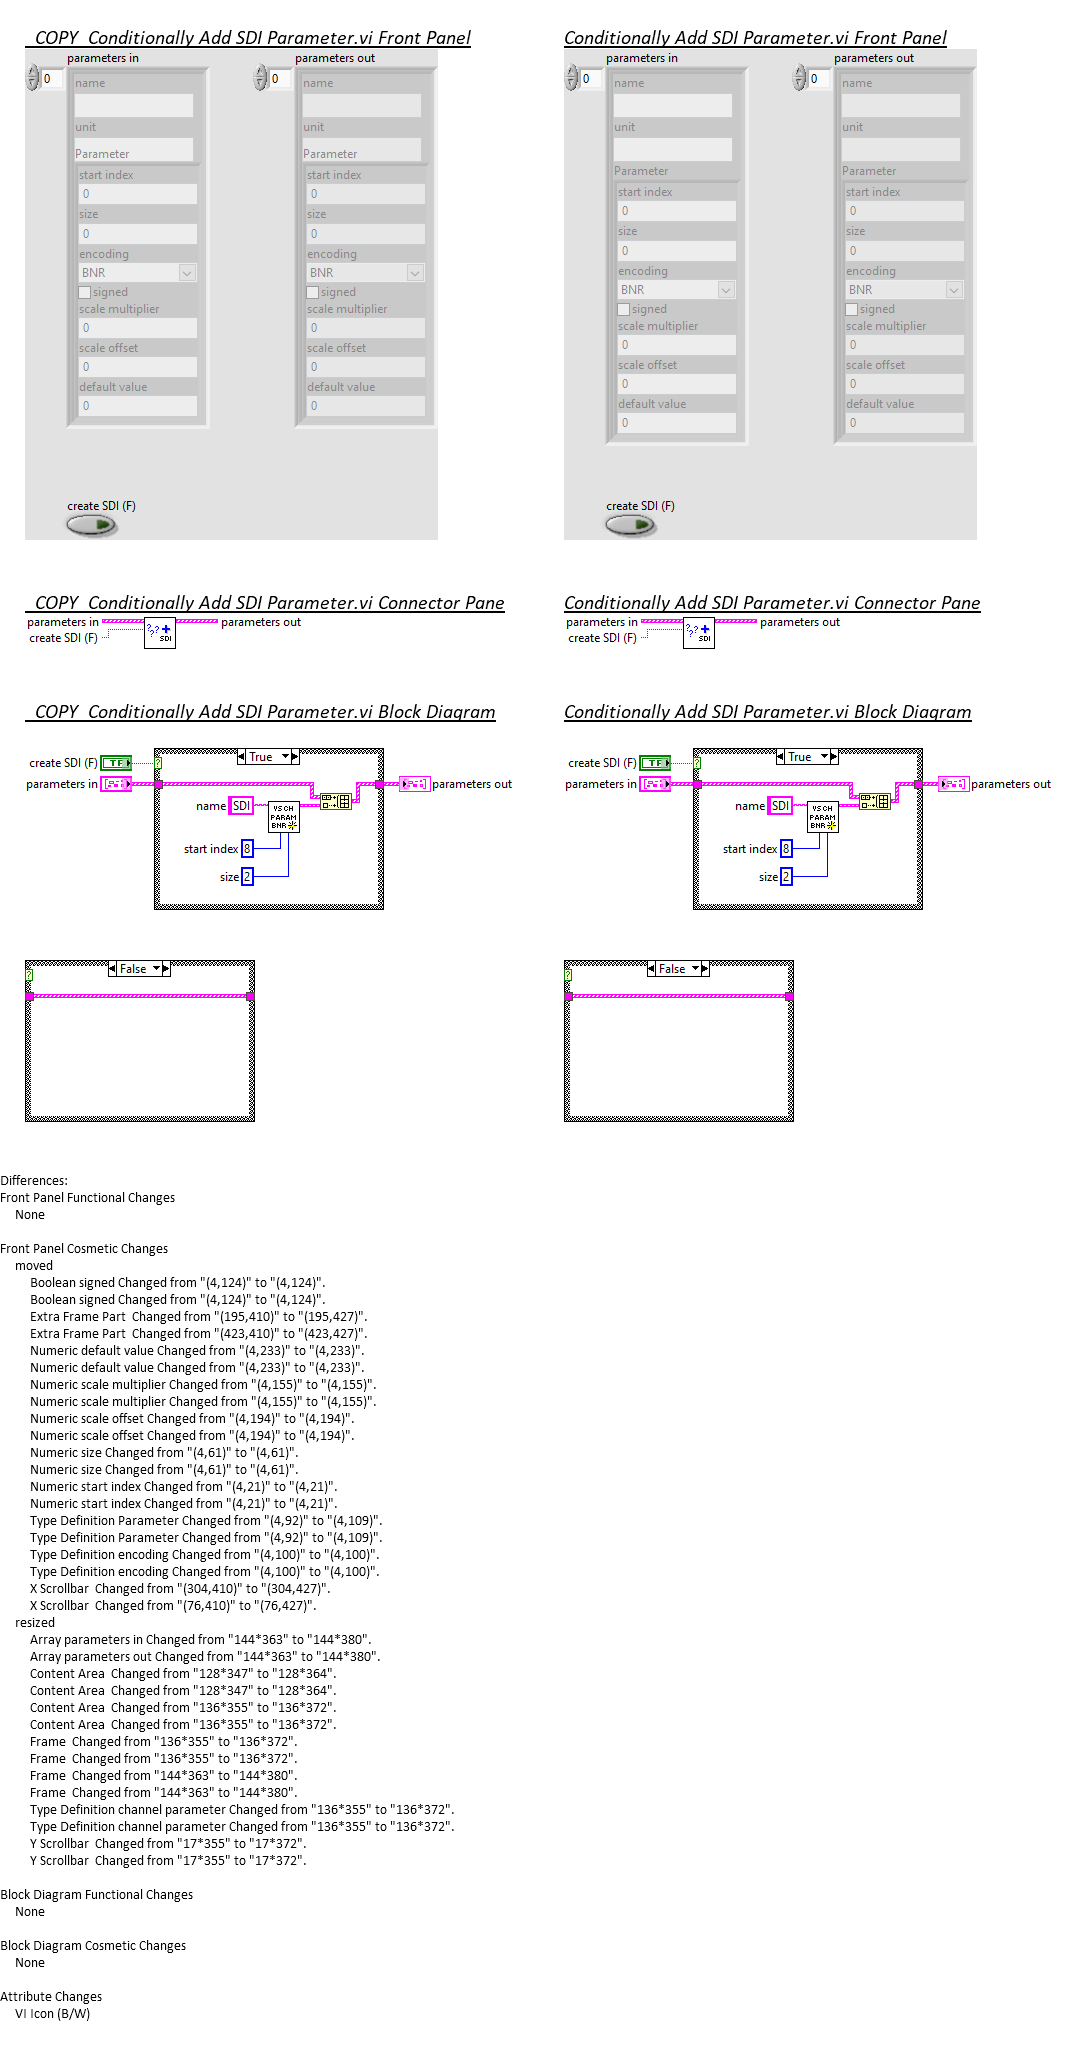 _COPY_Conditionally Add SDI Parameter.vi Front Panel
parameters in
parameters out
0
0
name
name
unit
unit
Parameter
Parameter
start index
start index
0
0
size
size
0
0
encoding
encoding
BNR
BNR
signed
signed
scale multiplier
scale multiplier
0
0
scale offset
scale offset
0
0
default value
default value
0
0
create SDI (F)
Conditionally Add SDI Parameter.vi Front Panel
parameters in
parameters out
0
0
name
name
unit
unit
Parameter
Parameter
start index
start index
0
0
size
size
0
0
encoding
encoding
BNR
BNR
signed
signed
scale multiplier
scale multiplier
0
0
scale offset
scale offset
0
0
default value
default value
0
0
create SDI (F)
_COPY_Conditionally Add SDI Parameter.vi Connector Pane
parameters in
parameters out
create SDI (F)
??? +
SDI
Conditionally Add SDI Parameter.vi Connector Pane
parameters in
parameters out
create SDI (F)
??? +
SDI
_COPY_Conditionally Add SDI Parameter.vi Block Diagram
True
create SDI (F) TF ?
parameters in
parameters out
name SDI
VS CH
PARAM
BNR
start index 8
size 2
Conditionally Add SDI Parameter.vi Block Diagram
True
create SDI (F) TF ?
parameters in
parameters out
name SDI
VS CH
PARAM
BNR
start index 8
size 2
False
?
False
?
Differences:
Front Panel Functional Changes
None
Front Panel Cosmetic Changes
moved
Boolean signed Changed from "(4,124)" to "(4,124)".
Boolean signed Changed from "(4,124)" to "(4,124)".
Extra Frame Part  Changed from "(195,410)" to "(195,427)".
Extra Frame Part  Changed from "(423,410)" to "(423,427)".
Numeric default value Changed from "(4,233)" to "(4,233)".
Numeric default value Changed from "(4,233)" to "(4,233)".
Numeric scale multiplier Changed from "(4,155)" to "(4,155)".
Numeric scale multiplier Changed from "(4,155)" to "(4,155)".
Numeric scale offset Changed from "(4,194)" to "(4,194)".
Numeric scale offset Changed from "(4,194)" to "(4,194)".
Numeric size Changed from "(4,61)" to "(4,61)".
Numeric size Changed from "(4,61)" to "(4,61)".
Numeric start index Changed from "(4,21)" to "(4,21)".
Numeric start index Changed from "(4,21)" to "(4,21)".
Type Definition Parameter Changed from "(4,92)" to "(4,109)".
Type Definition Parameter Changed from "(4,92)" to "(4,109)".
Type Definition encoding Changed from "(4,100)" to "(4,100)".
Type Definition encoding Changed from "(4,100)" to "(4,100)".
X Scrollbar  Changed from "(304,410)" to "(304,427)".
X Scrollbar  Changed from "(76,410)" to "(76,427)".
resized
Array parameters in Changed from "144*363" to "144*380".
Array parameters out Changed from "144*363" to "144*380".
Content Area  Changed from "128*347" to "128*364".
Content Area  Changed from "128*347" to "128*364".
Content Area  Changed from "136*355" to "136*372".
Content Area  Changed from "136*355" to "136*372".
Frame  Changed from "136*355" to "136*372".
Frame  Changed from "136*355" to "136*372".
Frame  Changed from "144*363" to "144*380".
Frame  Changed from "144*363" to "144*380".
Type Definition channel parameter Changed from "136*355" to "136*372".
Type Definition channel parameter Changed from "136*355" to "136*372".
Y Scrollbar  Changed from "17*355" to "17*372".
Y Scrollbar  Changed from "17*355" to "17*372".
Block Diagram Functional Changes
None
Block Diagram Cosmetic Changes
None
Attribute Changes
VI Icon (B/W)